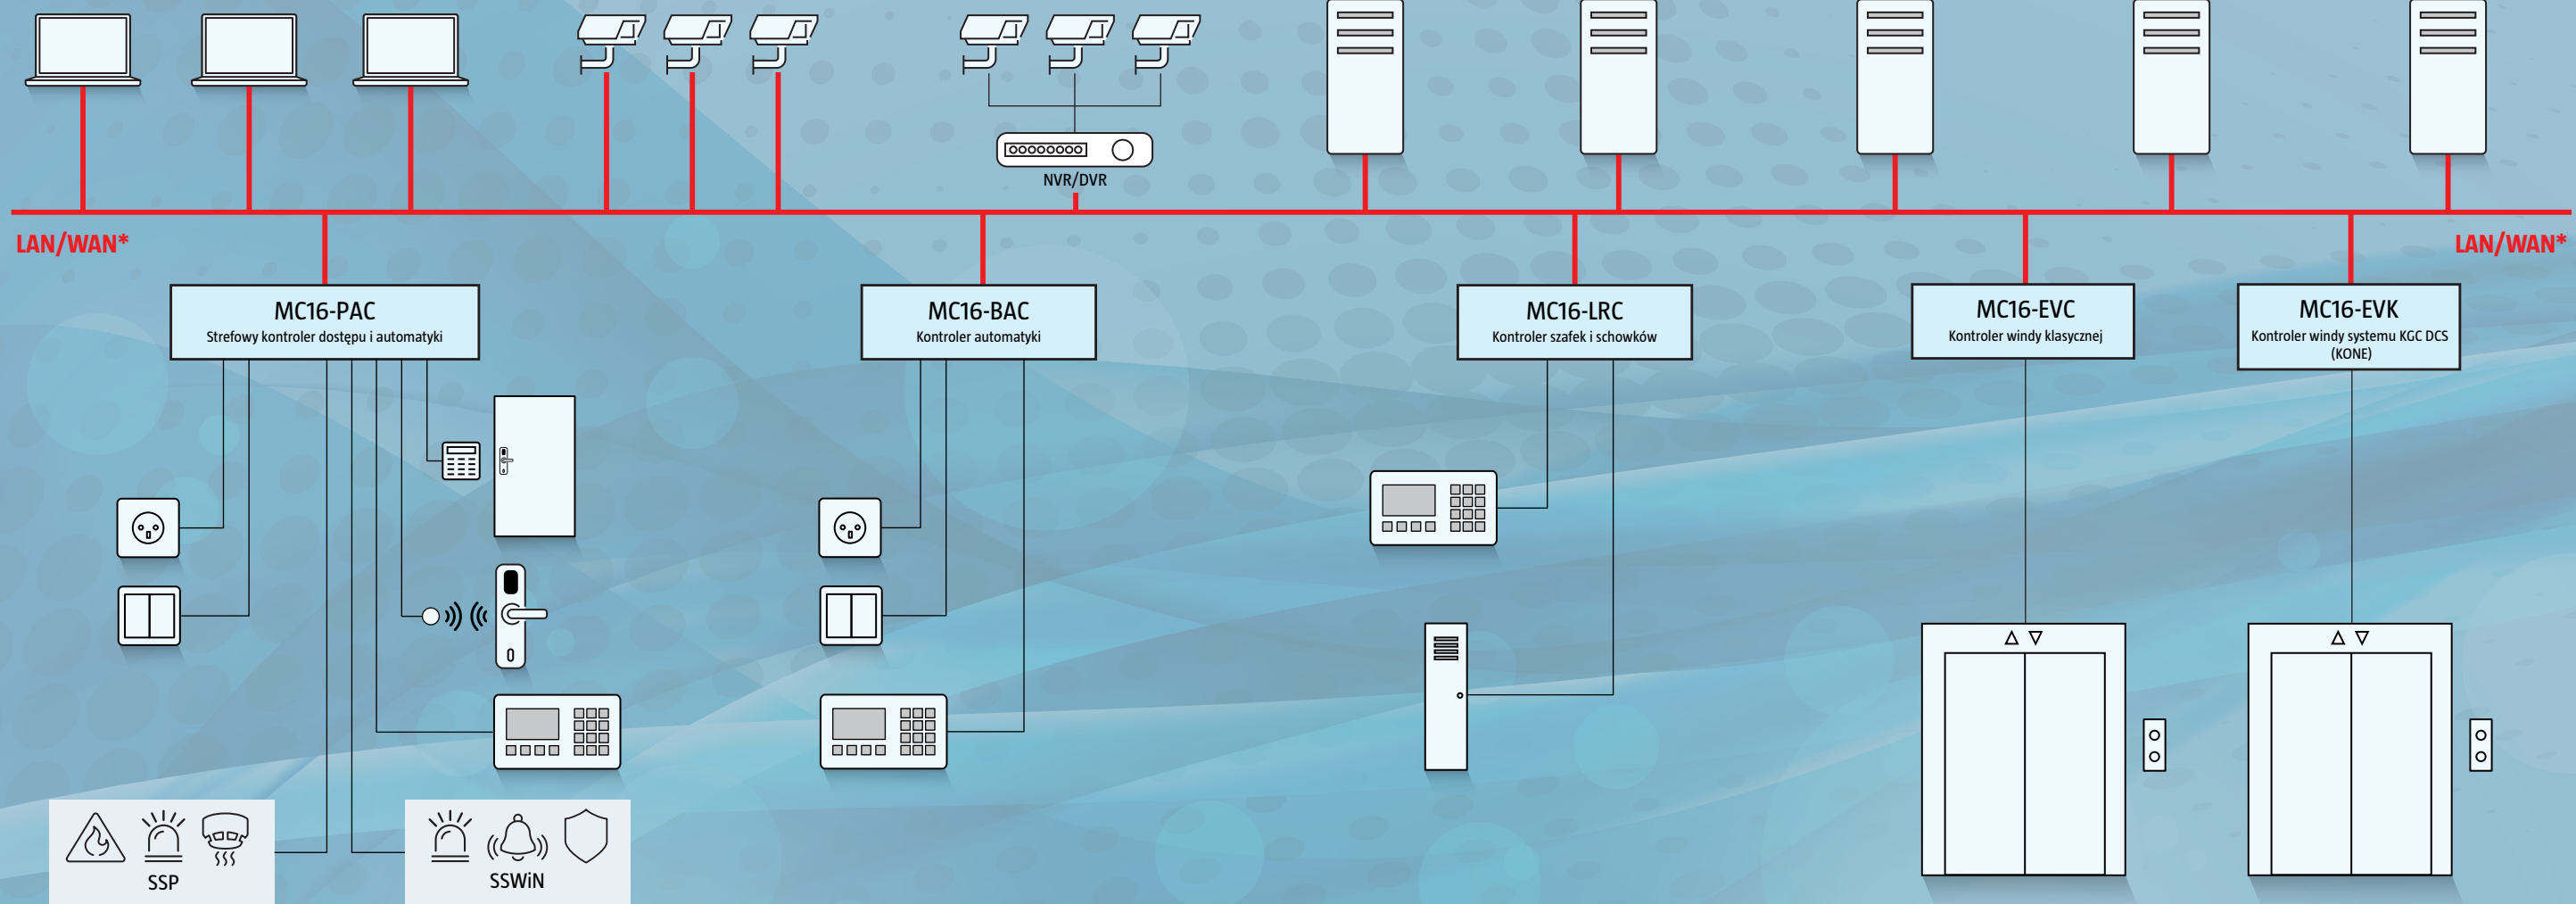 NVR/DVR
LAN/WAN*
LAN/WAN*
MC16-PAC
Strefowy kontroler dostępu i automatyki
MC16-BAC
Kontroler automatyki
MC16-LRC
Kontroler szafek i schowków
MC16-EVC
Kontroler windy klasycznej
MC16-EVK
Kontroler windy systemu KGC DCS
(KONE)
SSP
SSWiN